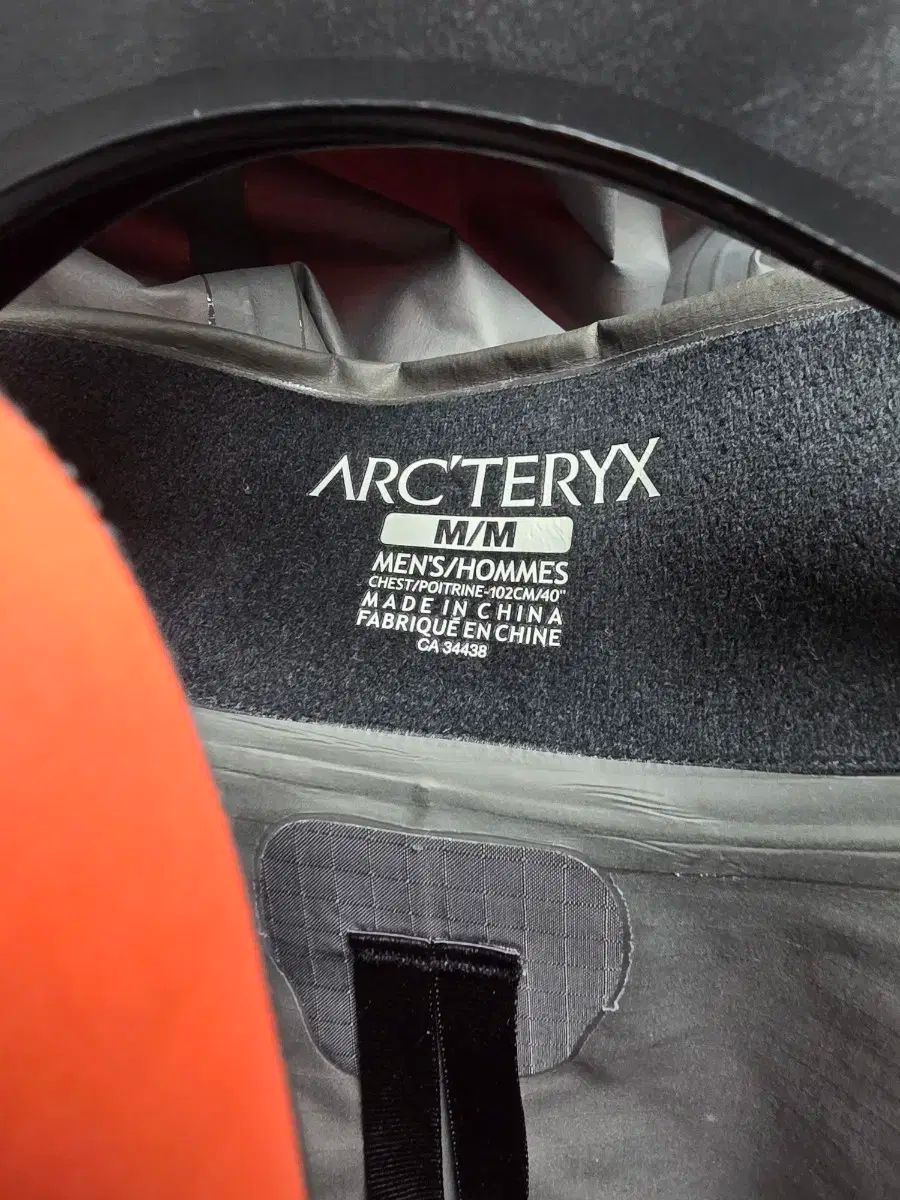 ARC'TERYX
M/M
MEN'S/HOMMES
CHEST/POITRINE-102CM/40"
MADE IN CHINA
FABRIQUÉ EN CHINE
CA 34438